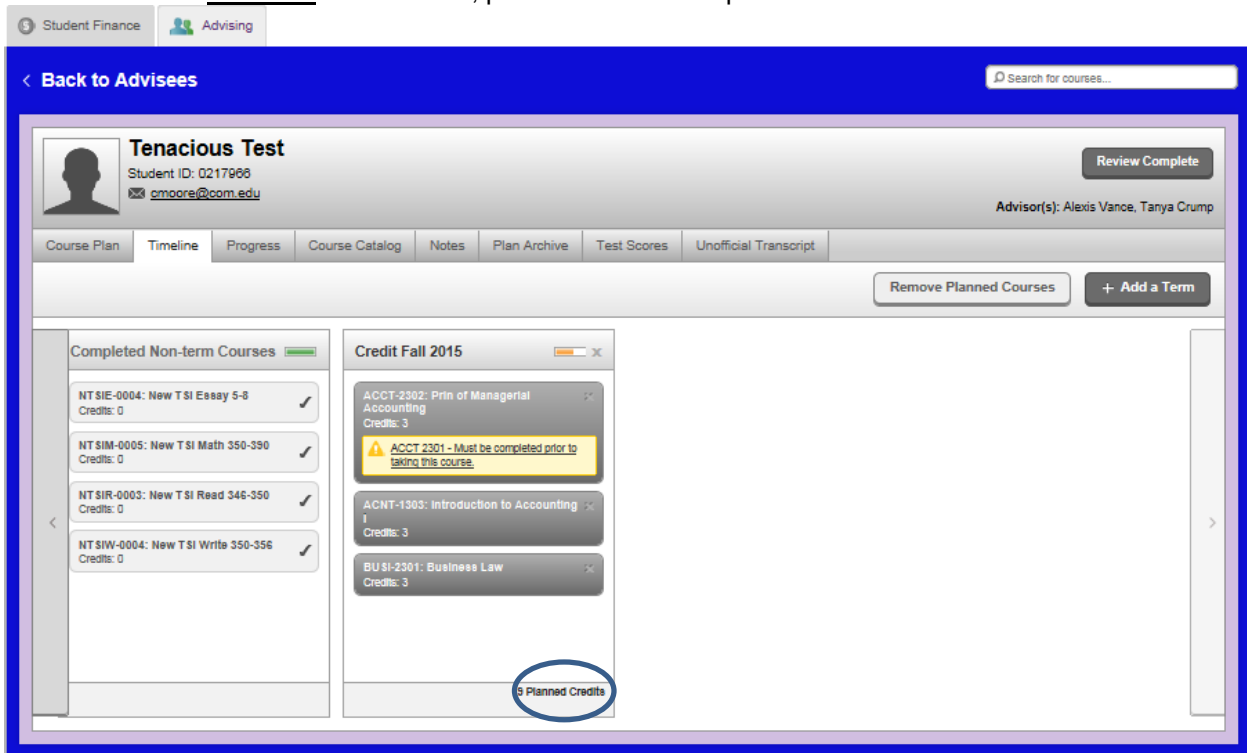 Student Finance
Advising
< Back to Advisees
Search for courses...
Tenacious Test
Student ID: 0217966
cmoore@com.edu
Review Complete
Advisor(s): Alexis Vance, Tanya Crump
Course Plan Timeline Progress Course Catalog Notes Plan Archive Test Scores Unofficial Transcript
Remove Planned Courses
+ Add a Term
Completed Non-term Courses
NTSIE-0004: New TSI Essay 5-8
Credits: 0
NTSIM-0005: New TSI Math 350-390
Credits: 0
NTSIR-0003: New TSI Read 346-350
Credits: 0
NTSIW-0004: New TSI Write 350-356
Credits: 0
Credit Fall 2015 x
ACCT-2302: Prin of Managerial
Accounting
Credits: 3
ACCT 2301 - Must be completed prior to
taking this course.
ACNT-1303: Introduction to Accounting
I
Credits: 3
BUSI-2301: Business Law
Credits: 3
9 Planned Credits